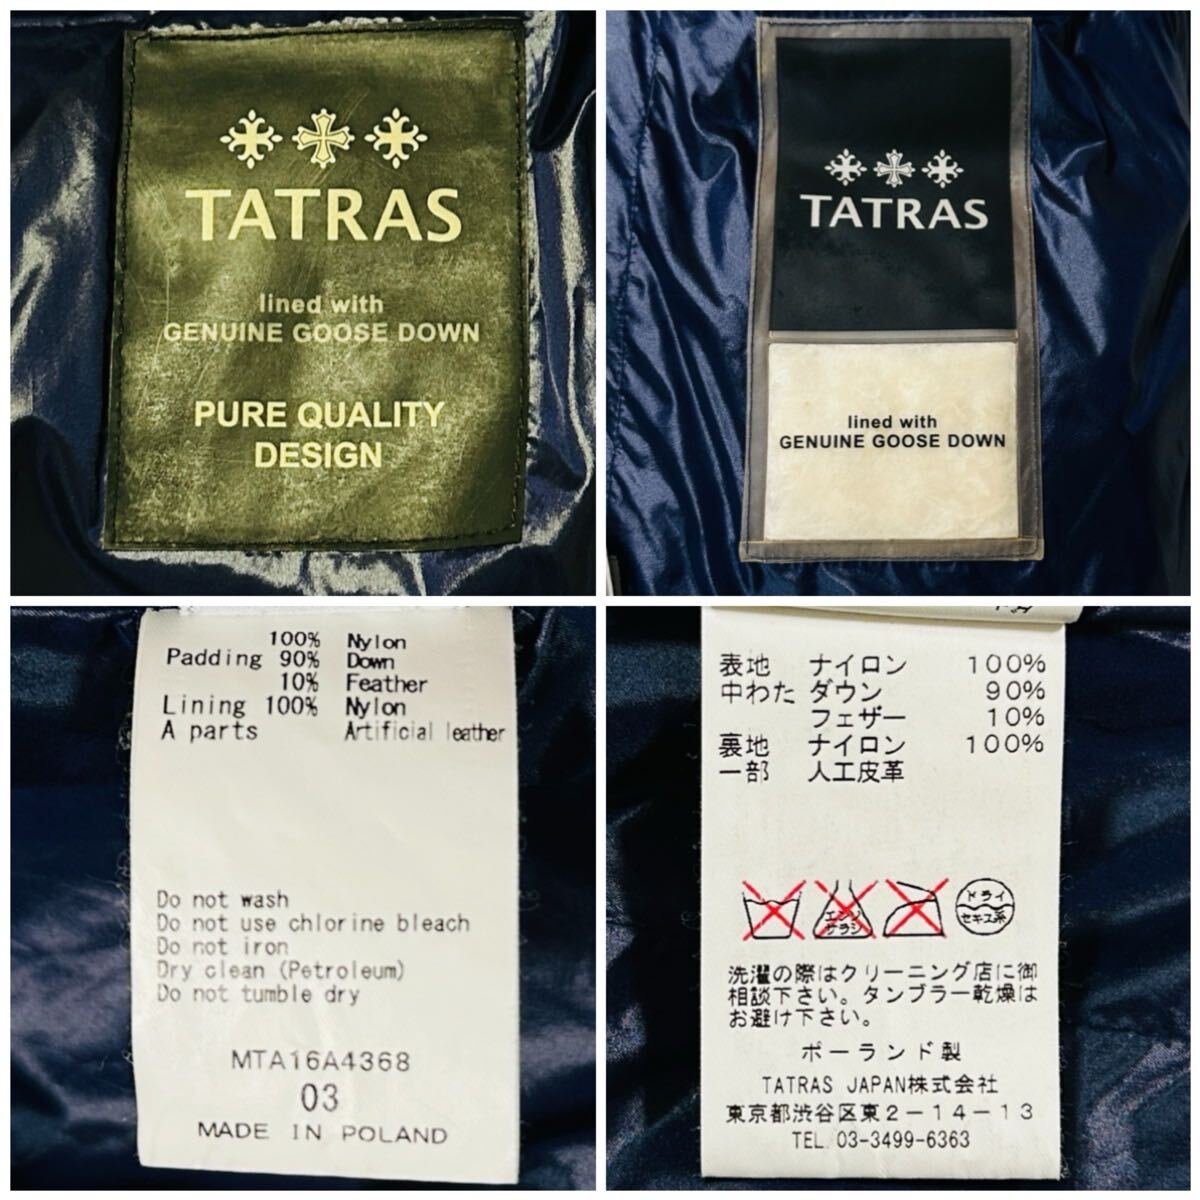 TATRAS
lined with
GENUINE GOOSE DOWN
PURE QUALITY
DESIGN
TATRAS
lined with
GENUINE GOOSE DOWN
100% Nylon
Padding 90% Down
10% Feather
Lining 100% Nylon
A parts Artificial leather
Do not wash
Do not use chlorine bleach
Do not iron
Dry clean (Petroleum)
Do not tumble dry
MTA16A4368
03
MADE IN POLAND
表地 ナイロン 100%
中わた ダウン 90%
フェザー 10%
裏地 ナイロン 100%
一部 人工皮革
エンソ
サラシ
ドライ
セキユ系
洗濯の際はクリーニング店に御
相談下さい。タンブラー乾燥は
お避け下さい。
ポーランド製
TATRAS JAPAN株式会社
東京都渋谷区東2-14-13
TEL 03-3499-6363